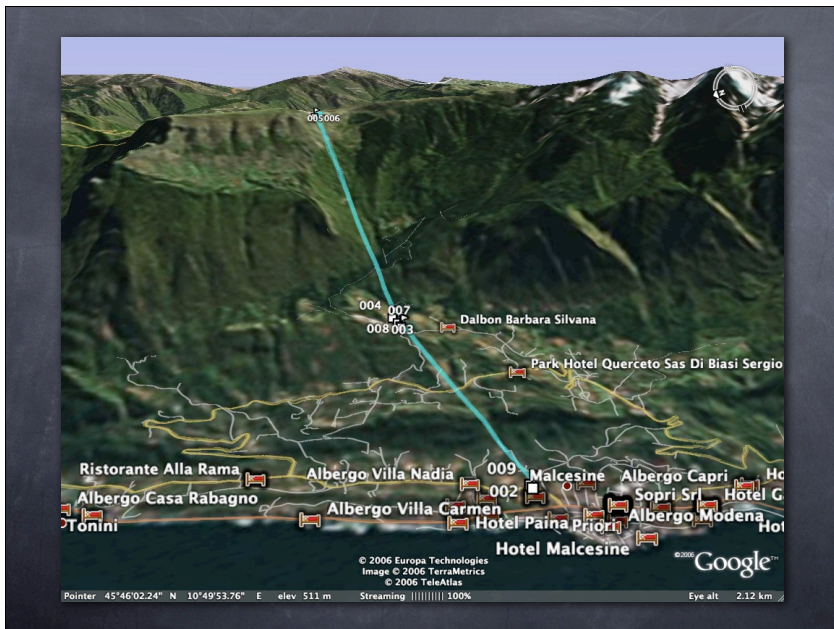 N
005006
004 007
008 003
Dalbon Barbara Silvana
Park Hotel Querceto Sas Di Biasi Sergio
Ristorante Alla Rama
Albergo Villa Nadia
009
Malcesine
Albergo Capri
Ho
Albergo Casa Rabagno
002
Sopri Srl
Hotel G
Tonini
Albergo Villa Carmen
Hotel Paina
Priori
Albergo Modena
Hot
Hotel Malcesine
© 2006 Europa Technologies
Image © 2006 TerraMetrics
© 2006 TeleAtlas
©2006 Google™
Pointer 45°46'02.24" N 10°49'53.76" E elev 511 m Streaming |||||||||| 100% Eye alt 2.12 km